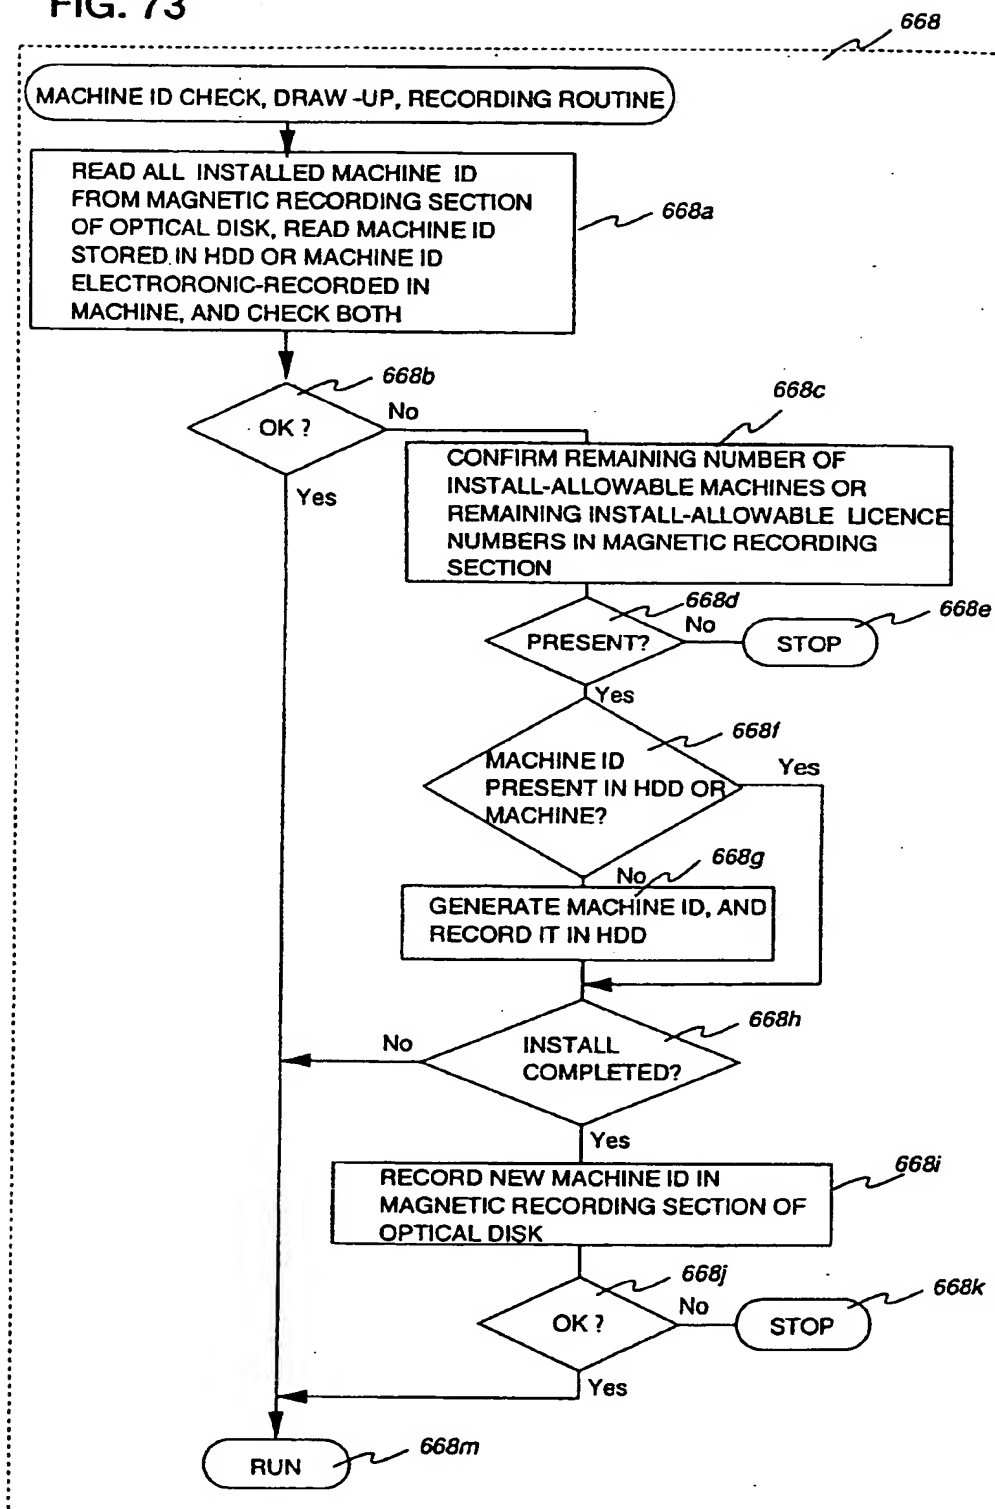 FIG. 73
668
MACHINE ID CHECK, DRAW -UP, RECORDING ROUTINE
READ ALL INSTALLED MACHINE ID
FROM MAGNETIC RECORDING SECTION
OF OPTICAL DISK, READ MACHINE ID
STORED IN HDD OR MACHINE ID
ELECTRORONIC-RECORDED IN
MACHINE, AND CHECK BOTH
668a
668b
OK ?
No
Yes
668c
CONFIRM REMAINING NUMBER OF
INSTALL-ALLOWABLE MACHINES OR
REMAINING INSTALL-ALLOWABLE LICENCE
NUMBERS IN MAGNETIC RECORDING
SECTION
668d
PRESENT?
No
668e
STOP
Yes
668f
MACHINE ID
PRESENT IN HDD OR
MACHINE?
Yes
No
668g
GENERATE MACHINE ID, AND
RECORD IT IN HDD
668h
INSTALL
COMPLETED?
No
Yes
668i
RECORD NEW MACHINE ID IN
MAGNETIC RECORDING SECTION OF
OPTICAL DISK
668j
OK ?
No
668k
STOP
Yes
668m
RUN